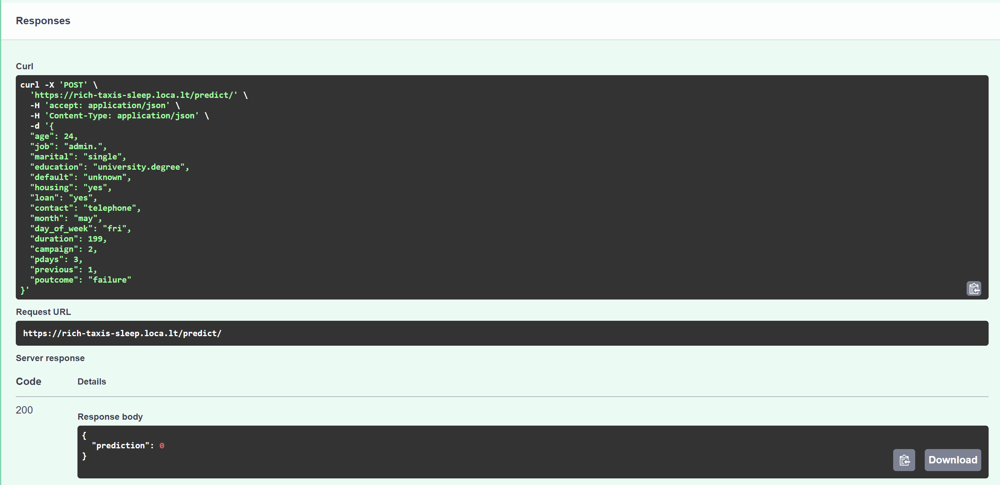 Responses
Curl
curl -X 'POST' \
  'https://rich-taxis-sleep.loca.lt/predict/' \
  -H 'accept: application/json' \
  -H 'Content-Type: application/json' \
  -d '{
  "age": 24,
  "job": "admin.",
  "marital": "single",
  "education": "university.degree",
  "default": "unknown",
  "housing": "yes",
  "loan": "yes",
  "contact": "telephone",
  "month": "may",
  "day_of_week": "fri",
  "duration": 199,
  "campaign": 2,
  "pdays": 3,
  "previous": 1,
  "poutcome": "failure"
}'
Request URL
https://rich-taxis-sleep.loca.lt/predict/
Server response
Code Details
200
Response body
{
  "prediction": 0
}
Download